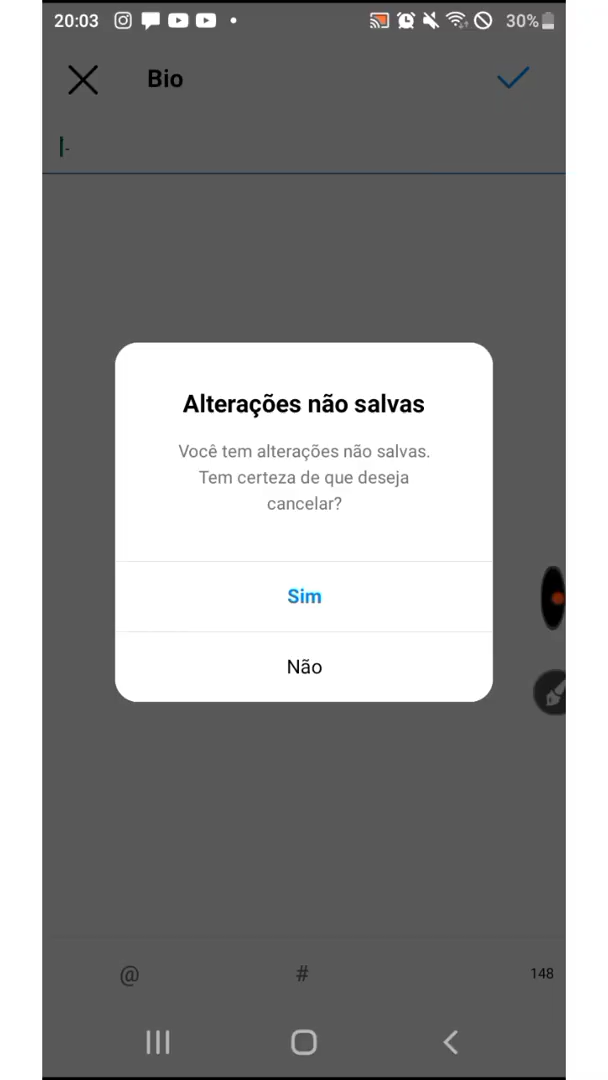 20:03 30%
Bio
-
Alterações não salvas
Você tem alterações não salvas.
Tem certeza de que deseja
cancelar?
Sim
Não
@ # 148